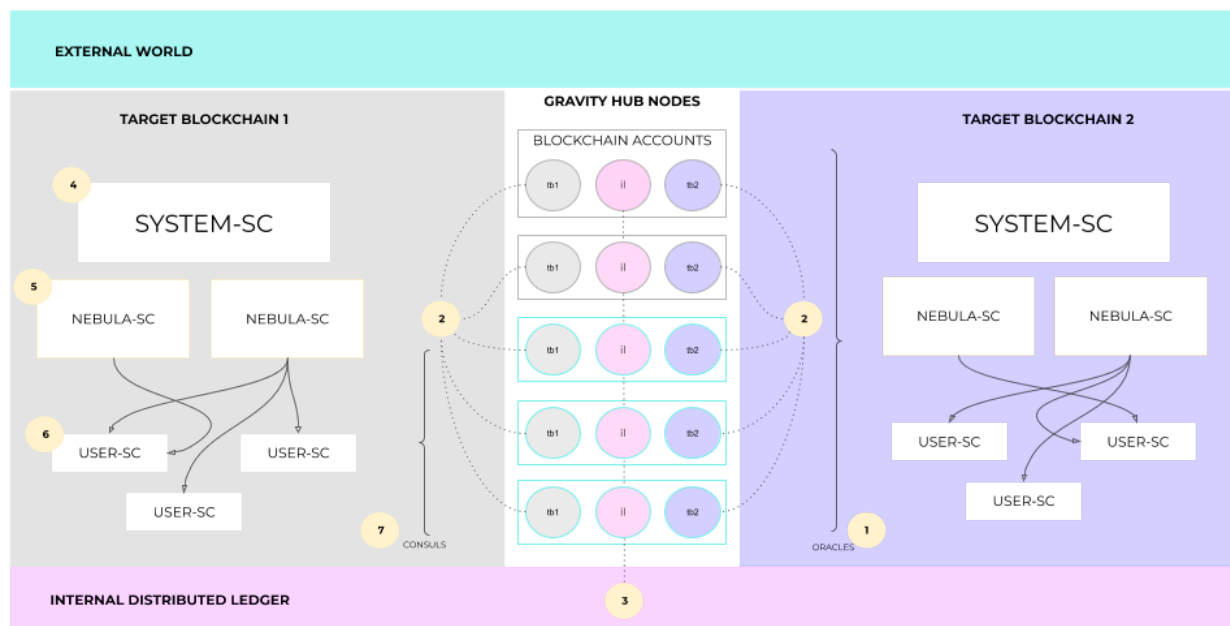 EXTERNAL WORLD
GRAVITY HUB NODES
TARGET BLOCKCHAIN 1
TARGET BLOCKCHAIN 2
BLOCKCHAIN ACCOUNTS
tb1 il tb2
4
SYSTEM-SC
SYSTEM-SC
tb1 il tb2
5
NEBULA-SC
NEBULA-SC
2
2
NEBULA-SC
NEBULA-SC
tb1 il tb2
6
USER-SC
USER-SC
tb1 il tb2
USER-SC
USER-SC
USER-SC
tb1 il tb2
USER-SC
7
CONSULS
ORACLES
1
INTERNAL DISTRIBUTED LEDGER
3